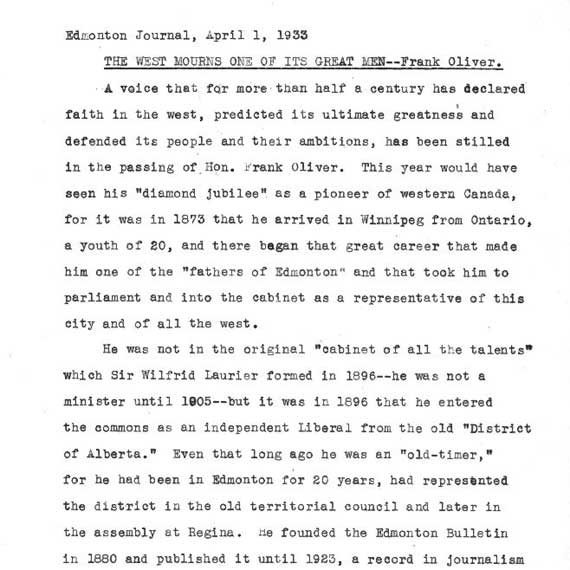 Edmonton Journal, April 1, 1933
THE WEST MOURNS ONE OF ITS GREAT MEN--Frank Oliver.
A voice that for more than half a century has declared
faith in the west, predicted its ultimate greatness and
defended its people and their ambitions, has been stilled
in the passing of Hon. Frank Oliver. This year would have
seen his "diamond jubilee" as a pioneer of western Canada,
for it was in 1873 that he arrived in Winnipeg from Ontario,
a youth of 20, and there began that great career that made
him one of the "fathers of Edmonton" and that took him to
parliament and into the cabinet as a representative of this
city and of all the west.
He was not in the original "cabinet of all the talents"
which Sir Wilfrid Laurier formed in 1896--he was not a
minister until 1905--but it was in 1896 that he entered
the commons as an independent Liberal from the old "District
of Alberta." Even that long ago he was an "old-timer,"
for he had been in Edmonton for 20 years, had represented
the district in the old territorial council and later in
the assembly at Regina. He founded the Edmonton Bulletin
in 1880 and published it until 1923, a record in journalism